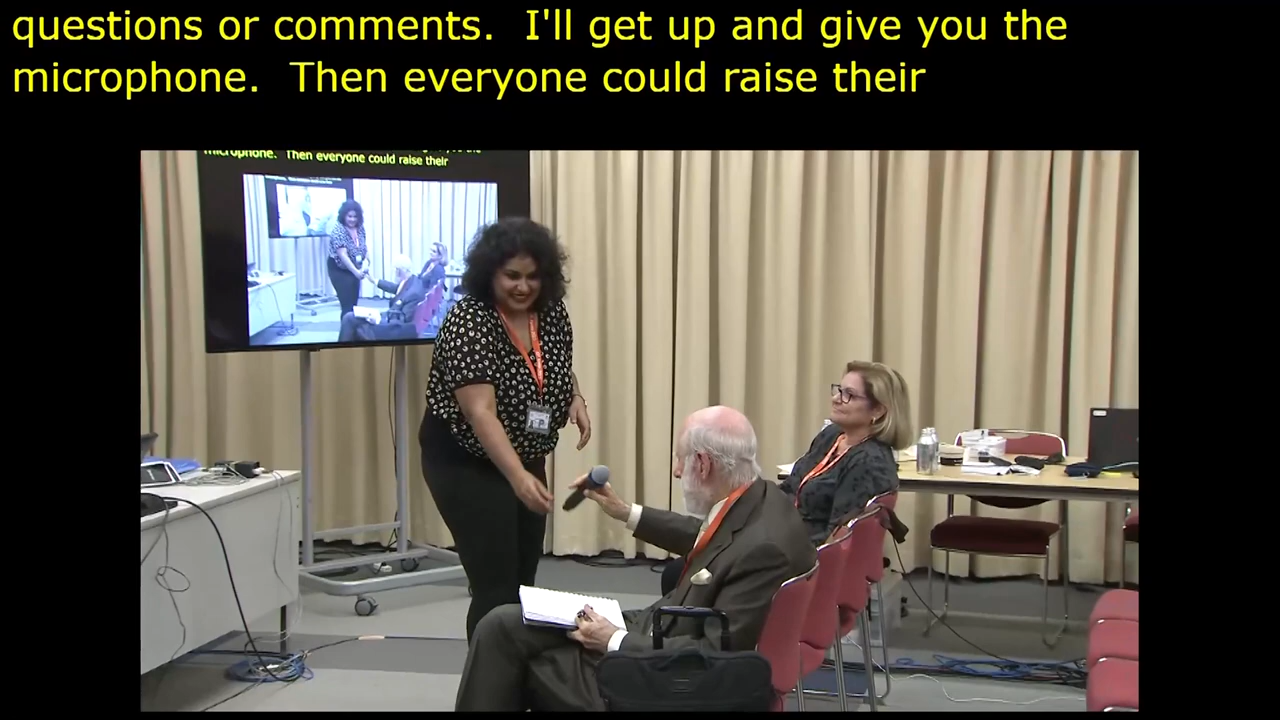 questions or comments.  I'll get up and give you the
microphone.  Then everyone could raise their
microphone.  Then everyone could raise their